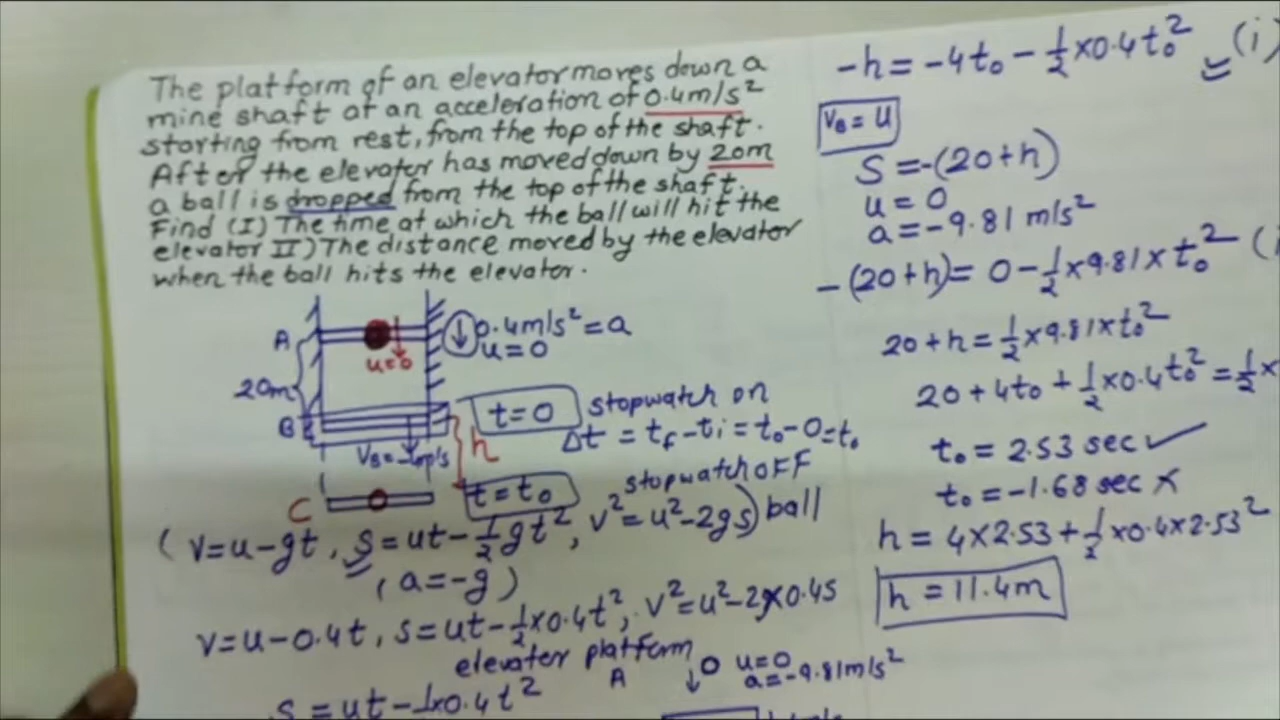 The platform of an elevator moves down a
mine shaft at an acceleration of 0.4m/s²
starting from rest, from the top of the shaft.
After the elevator has moved down by 20m
a ball is dropped from the top of the shaft.
Find (I) The time at which the ball will hit the
elevator II) The distance moved by the elevator
when the ball hits the elevator.
A
u=0
0.4m/s² = a
u=0
20m
B
t=0
stopwatch on
Δt = tf - ti = t₀ - 0 = t₀
h
C
t=t₀
stopwatch OFF
(v=u-gt, s=ut-½gt², v²=u²-2gs) ball
(a=-g)
v=u-0.4t, s=ut-½x0.4t², v²=u²-2x0.4s
elevater platform
A
O u=0
a=-9.81m/s²
s=ut-½x0.4t²
-h = -4t₀ - ½x0.4t₀² (i)
VB = u
S = -(20+h)
u = 0
a = -9.81 m/s²
-(20+h) = 0 - ½x9.81xt₀²
20+h = ½x9.81xt₀²
20+4t₀ + ½x0.4t₀² = ½x
t₀ = 2.53 sec ✓
t₀ = -1.68 sec ×
h = 4x2.53 + ½x0.4x2.53²
h = 11.4m